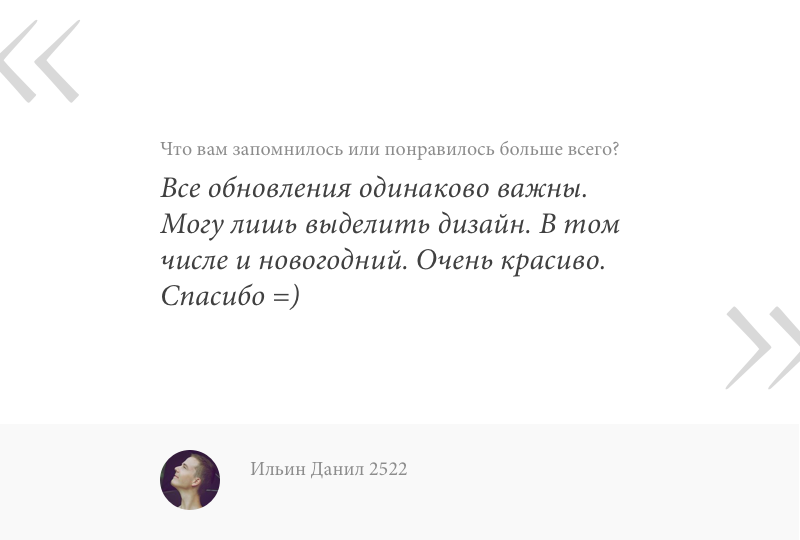 «
Что вам запомнилось или понравилось больше всего?
Все обновления одинаково важны.
Могу лишь выделить дизайн. В том
числе и новогодний. Очень красиво.
Спасибо =)
»
Ильин Данил 2522